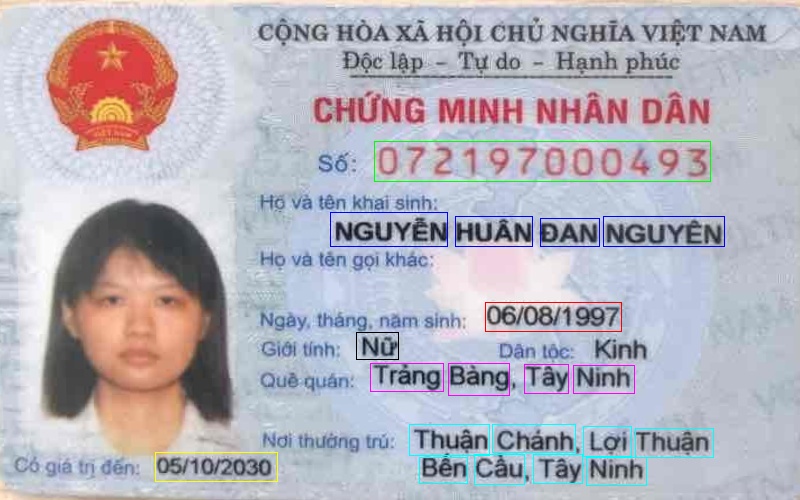 CỘNG HÒA XÃ HỘI CHỦ NGHĨA VIỆT NAM
Độc lập - Tự do - Hạnh phúc
CHỨNG MINH NHÂN DÂN
Số: 072197000493
Họ và tên khai sinh:
NGUYỄN HUÂN ĐAN NGUYÊN
Họ và tên gọi khác:
Ngày, tháng, năm sinh: 06/08/1997
Giới tính: Nữ Dân tộc: Kinh
Quê quán: Trảng Bàng, Tây Ninh
Nơi thường trú: Thuận Chánh, Lợi Thuận
Bến Cầu, Tây Ninh
Có giá trị đến: 05/10/2030